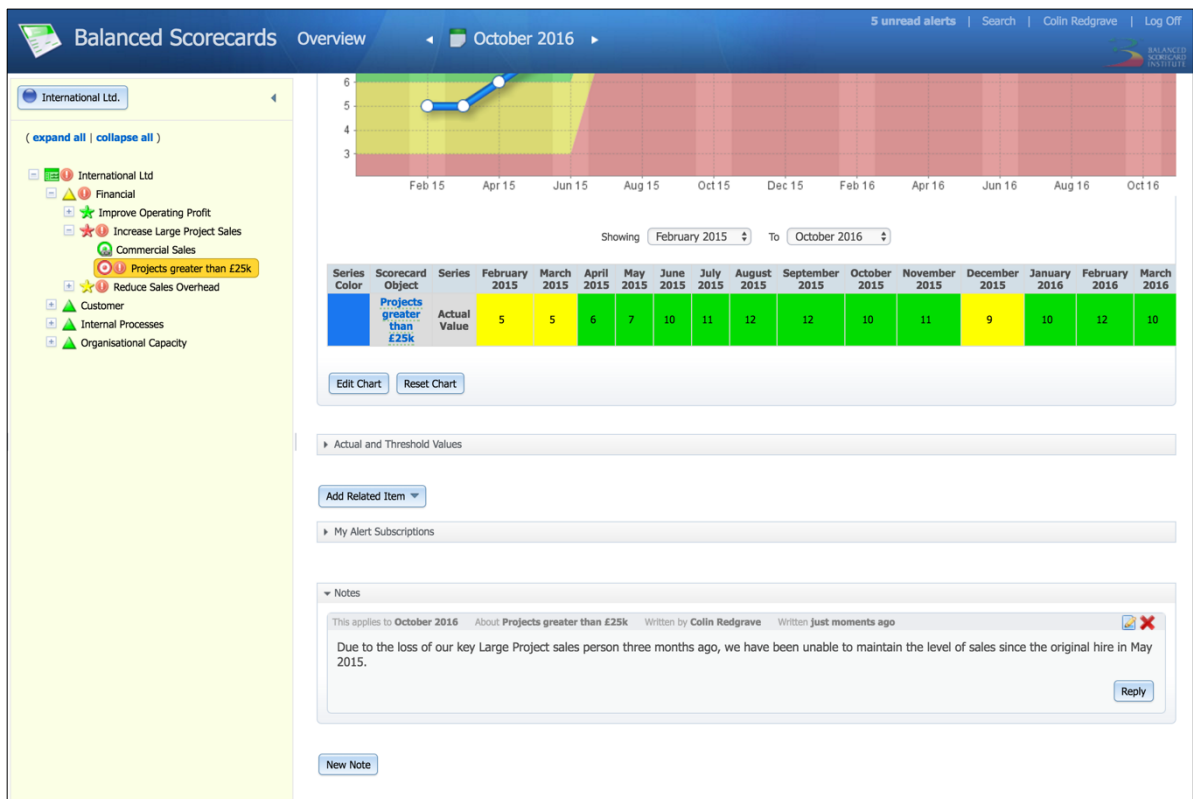 5 unread alerts | Search | Colin Redgrave | Log Off
Balanced Scorecards Overview October 2016
BALANCED
SCORECARD
INSTITUTE
International Ltd.
( expand all | collapse all )
International Ltd
Financial
Improve Operating Profit
Increase Large Project Sales
Commercial Sales
Projects greater than £25k
Reduce Sales Overhead
Customer
Internal Processes
Organisational Capacity
6
5
4
3
Feb 15 Apr 15 Jun 15 Aug 15 Oct 15 Dec 15 Feb 16 Apr 16 Jun 16 Aug 16 Oct 16
Showing February 2015 To October 2016
Series Scorecard Series February March April May June July August September October November December January February March
Color Object 2015 2015 2015 2015 2015 2015 2015 2015 2015 2015 2015 2016 2016 2016
Projects
greater
than
£25k
Actual
Value
5 5 6 7 10 11 12 12 10 11 9 10 12 10
Edit Chart Reset Chart
Actual and Threshold Values
Add Related Item
My Alert Subscriptions
Notes
This applies to October 2016 About Projects greater than £25k Written by Colin Redgrave Written just moments ago
Due to the loss of our key Large Project sales person three months ago, we have been unable to maintain the level of sales since the original hire in May
2015.
Reply
New Note